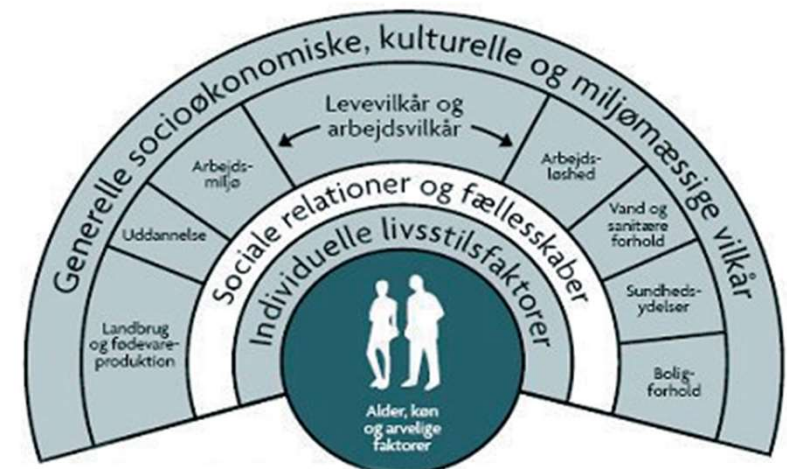 Generelle socioøkonomiske, kulturelle og miljømæssige vilkår
Levevilkår og
arbejdsvilkår
Arbejds-
miljø
Uddannelse
Landbrug
og fødevare-
produktion
Arbejds-
løshed
Vand og
sanitære
forhold
Sundheds-
ydelser
Bolig-
forhold
Sociale relationer og fællesskaber
Individuelle livsstilsfaktorer
Alder, køn
og arvelige
faktorer